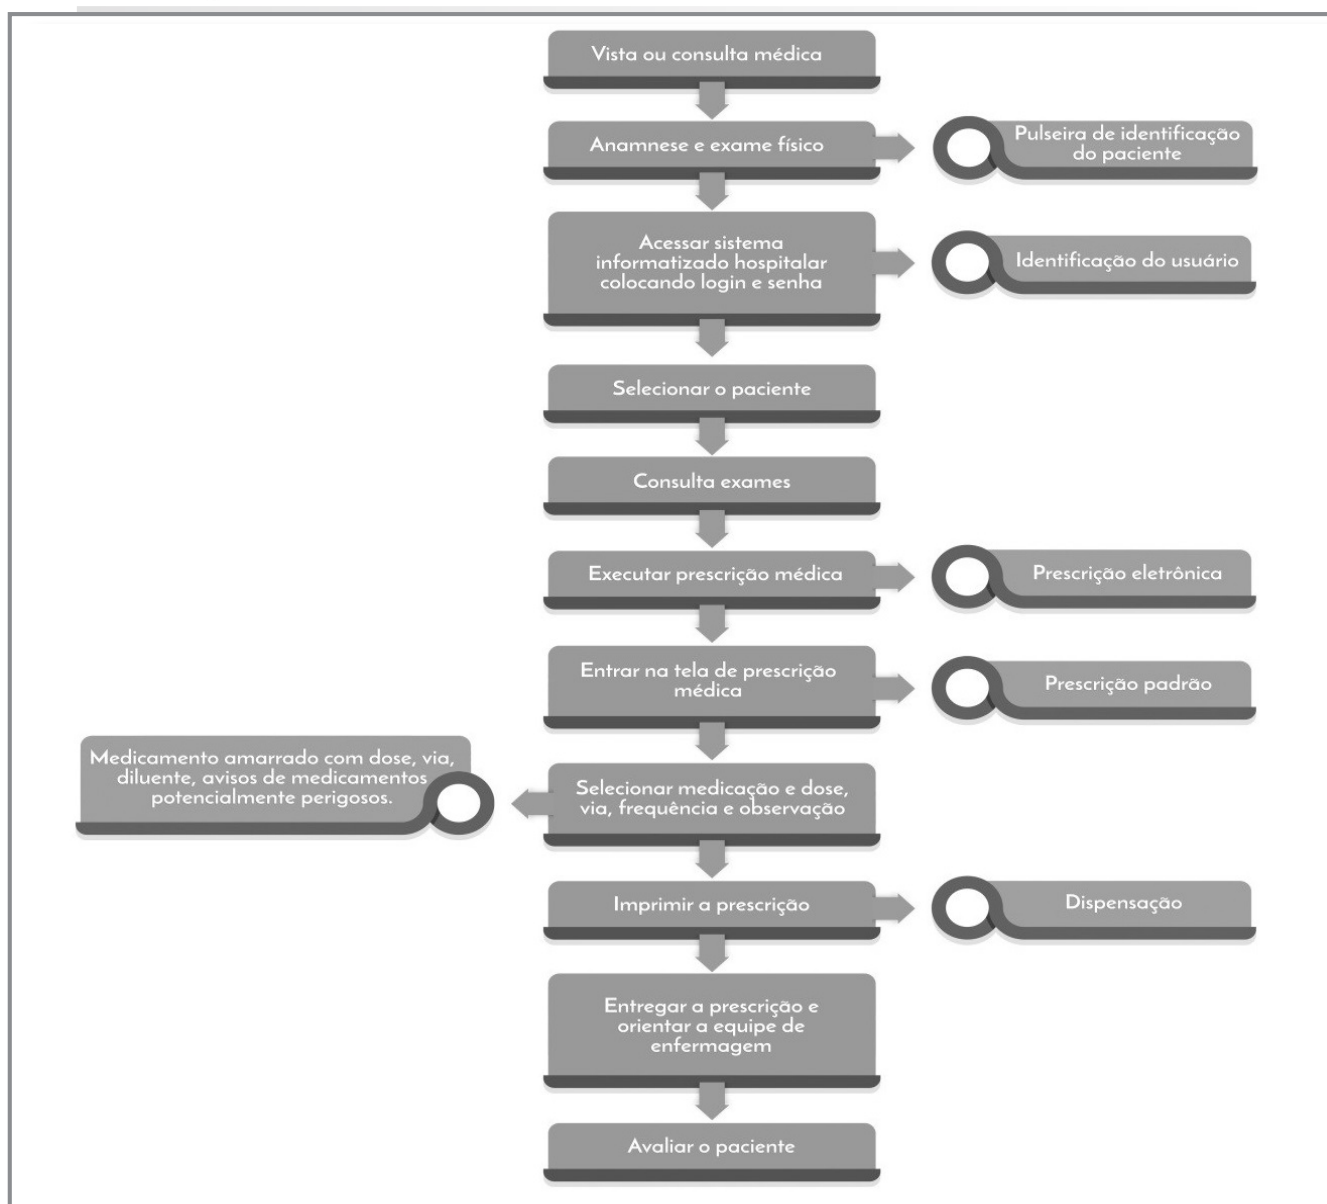 Vista ou consulta médica
Anamnese e exame físico
Pulseira de identificação
do paciente
Acessar sistema
informatizado hospitalar
colocando login e senha
Identificação do usuário
Selecionar o paciente
Consulta exames
Executar prescrição médica
Prescrição eletrônica
Entrar na tela de prescrição
médica
Prescrição padrão
Medicamento amarrado com dose, via,
diluente, avisos de medicamentos
potencialmente perigosos.
Selecionar medicação e dose,
via, frequência e observação
Imprimir a prescrição
Dispensação
Entregar a prescrição e
orientar a equipe de
enfermagem
Avaliar o paciente